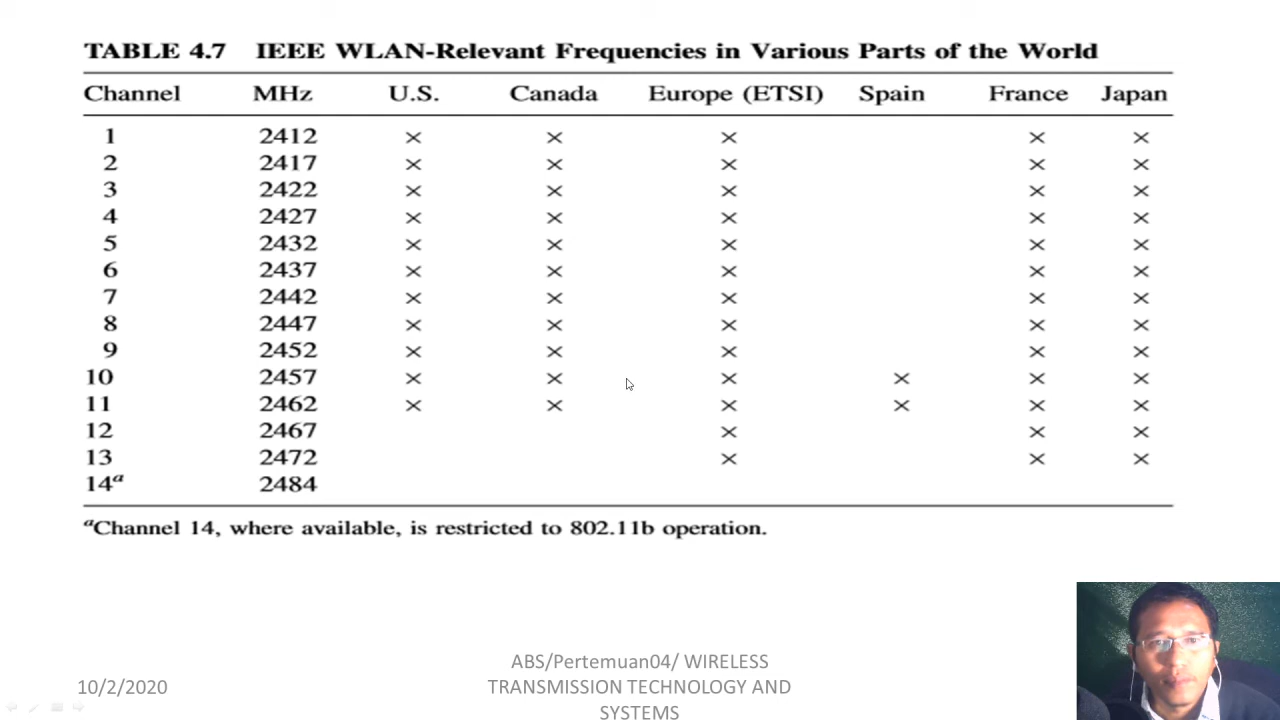 TABLE 4.7 IEEE WLAN-Relevant Frequencies in Various Parts of the World
Channel MHz U.S. Canada Europe (ETSI) Spain France Japan
1 2412 × × × × ×
2 2417 × × × × ×
3 2422 × × × × ×
4 2427 × × × × ×
5 2432 × × × × ×
6 2437 × × × × ×
7 2442 × × × × ×
8 2447 × × × × ×
9 2452 × × × × ×
10 2457 × × × × × ×
11 2462 × × × × × ×
12 2467 × × ×
13 2472 × × ×
14ᵃ 2484
ᵃChannel 14, where available, is restricted to 802.11b operation.
10/2/2020
ABS/Pertemuan04/ WIRELESS
TRANSMISSION TECHNOLOGY AND
SYSTEMS